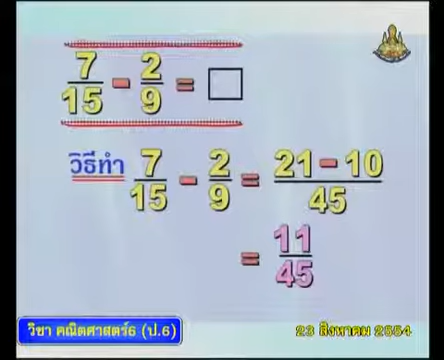 7/15 - 2/9 = □
วิธีทำ 7/15 - 2/9 = 21 - 10/45
= 11/45
วิชา คณิตศาสตร์6 (ป.6)
23 สิงหาคม 2554